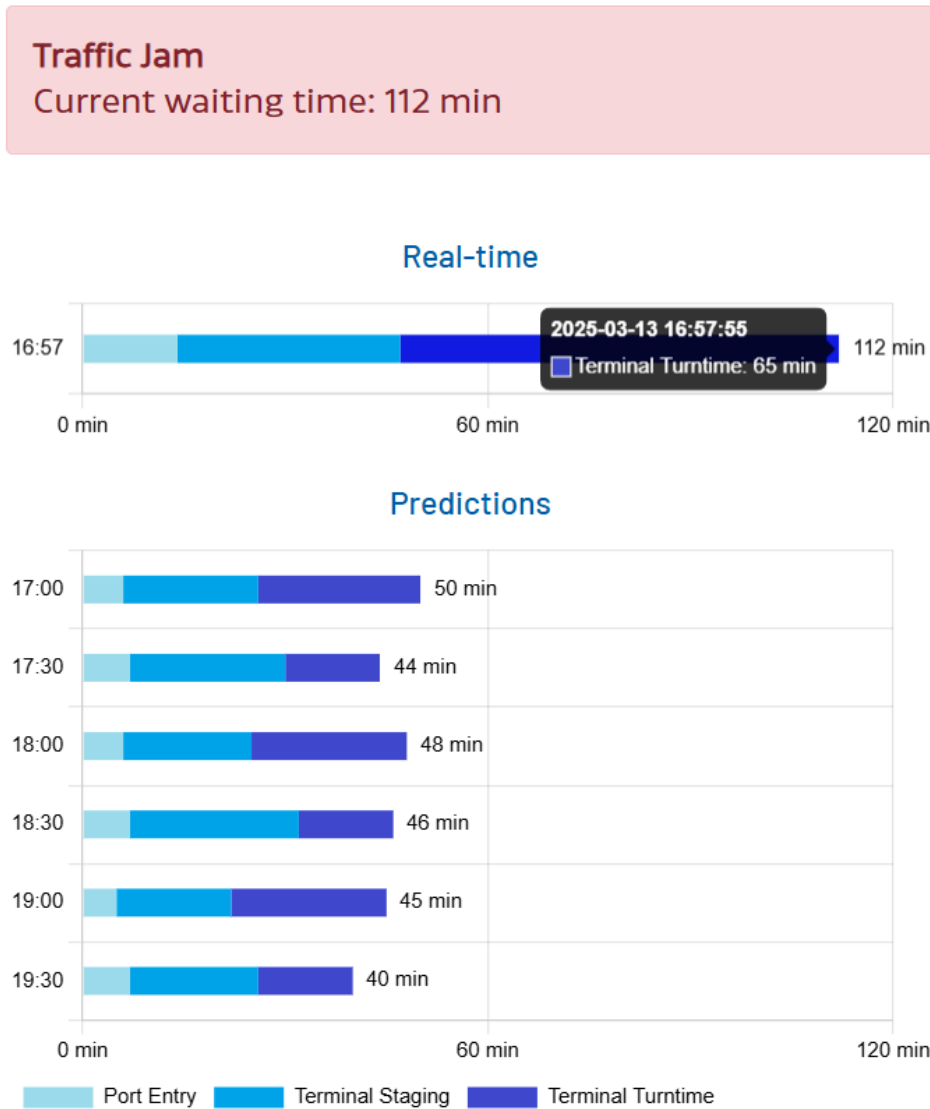 Traffic Jam
Current waiting time: 112 min
Real-time
2025-03-13 16:57:55
16:57 Terminal Turntime: 65 min 112 min
0 min 60 min 120 min
Predictions
17:00 50 min
17:30 44 min
18:00 48 min
18:30 46 min
19:00 45 min
19:30 40 min
0 min 60 min 120 min
Port Entry Terminal Staging Terminal Turntime